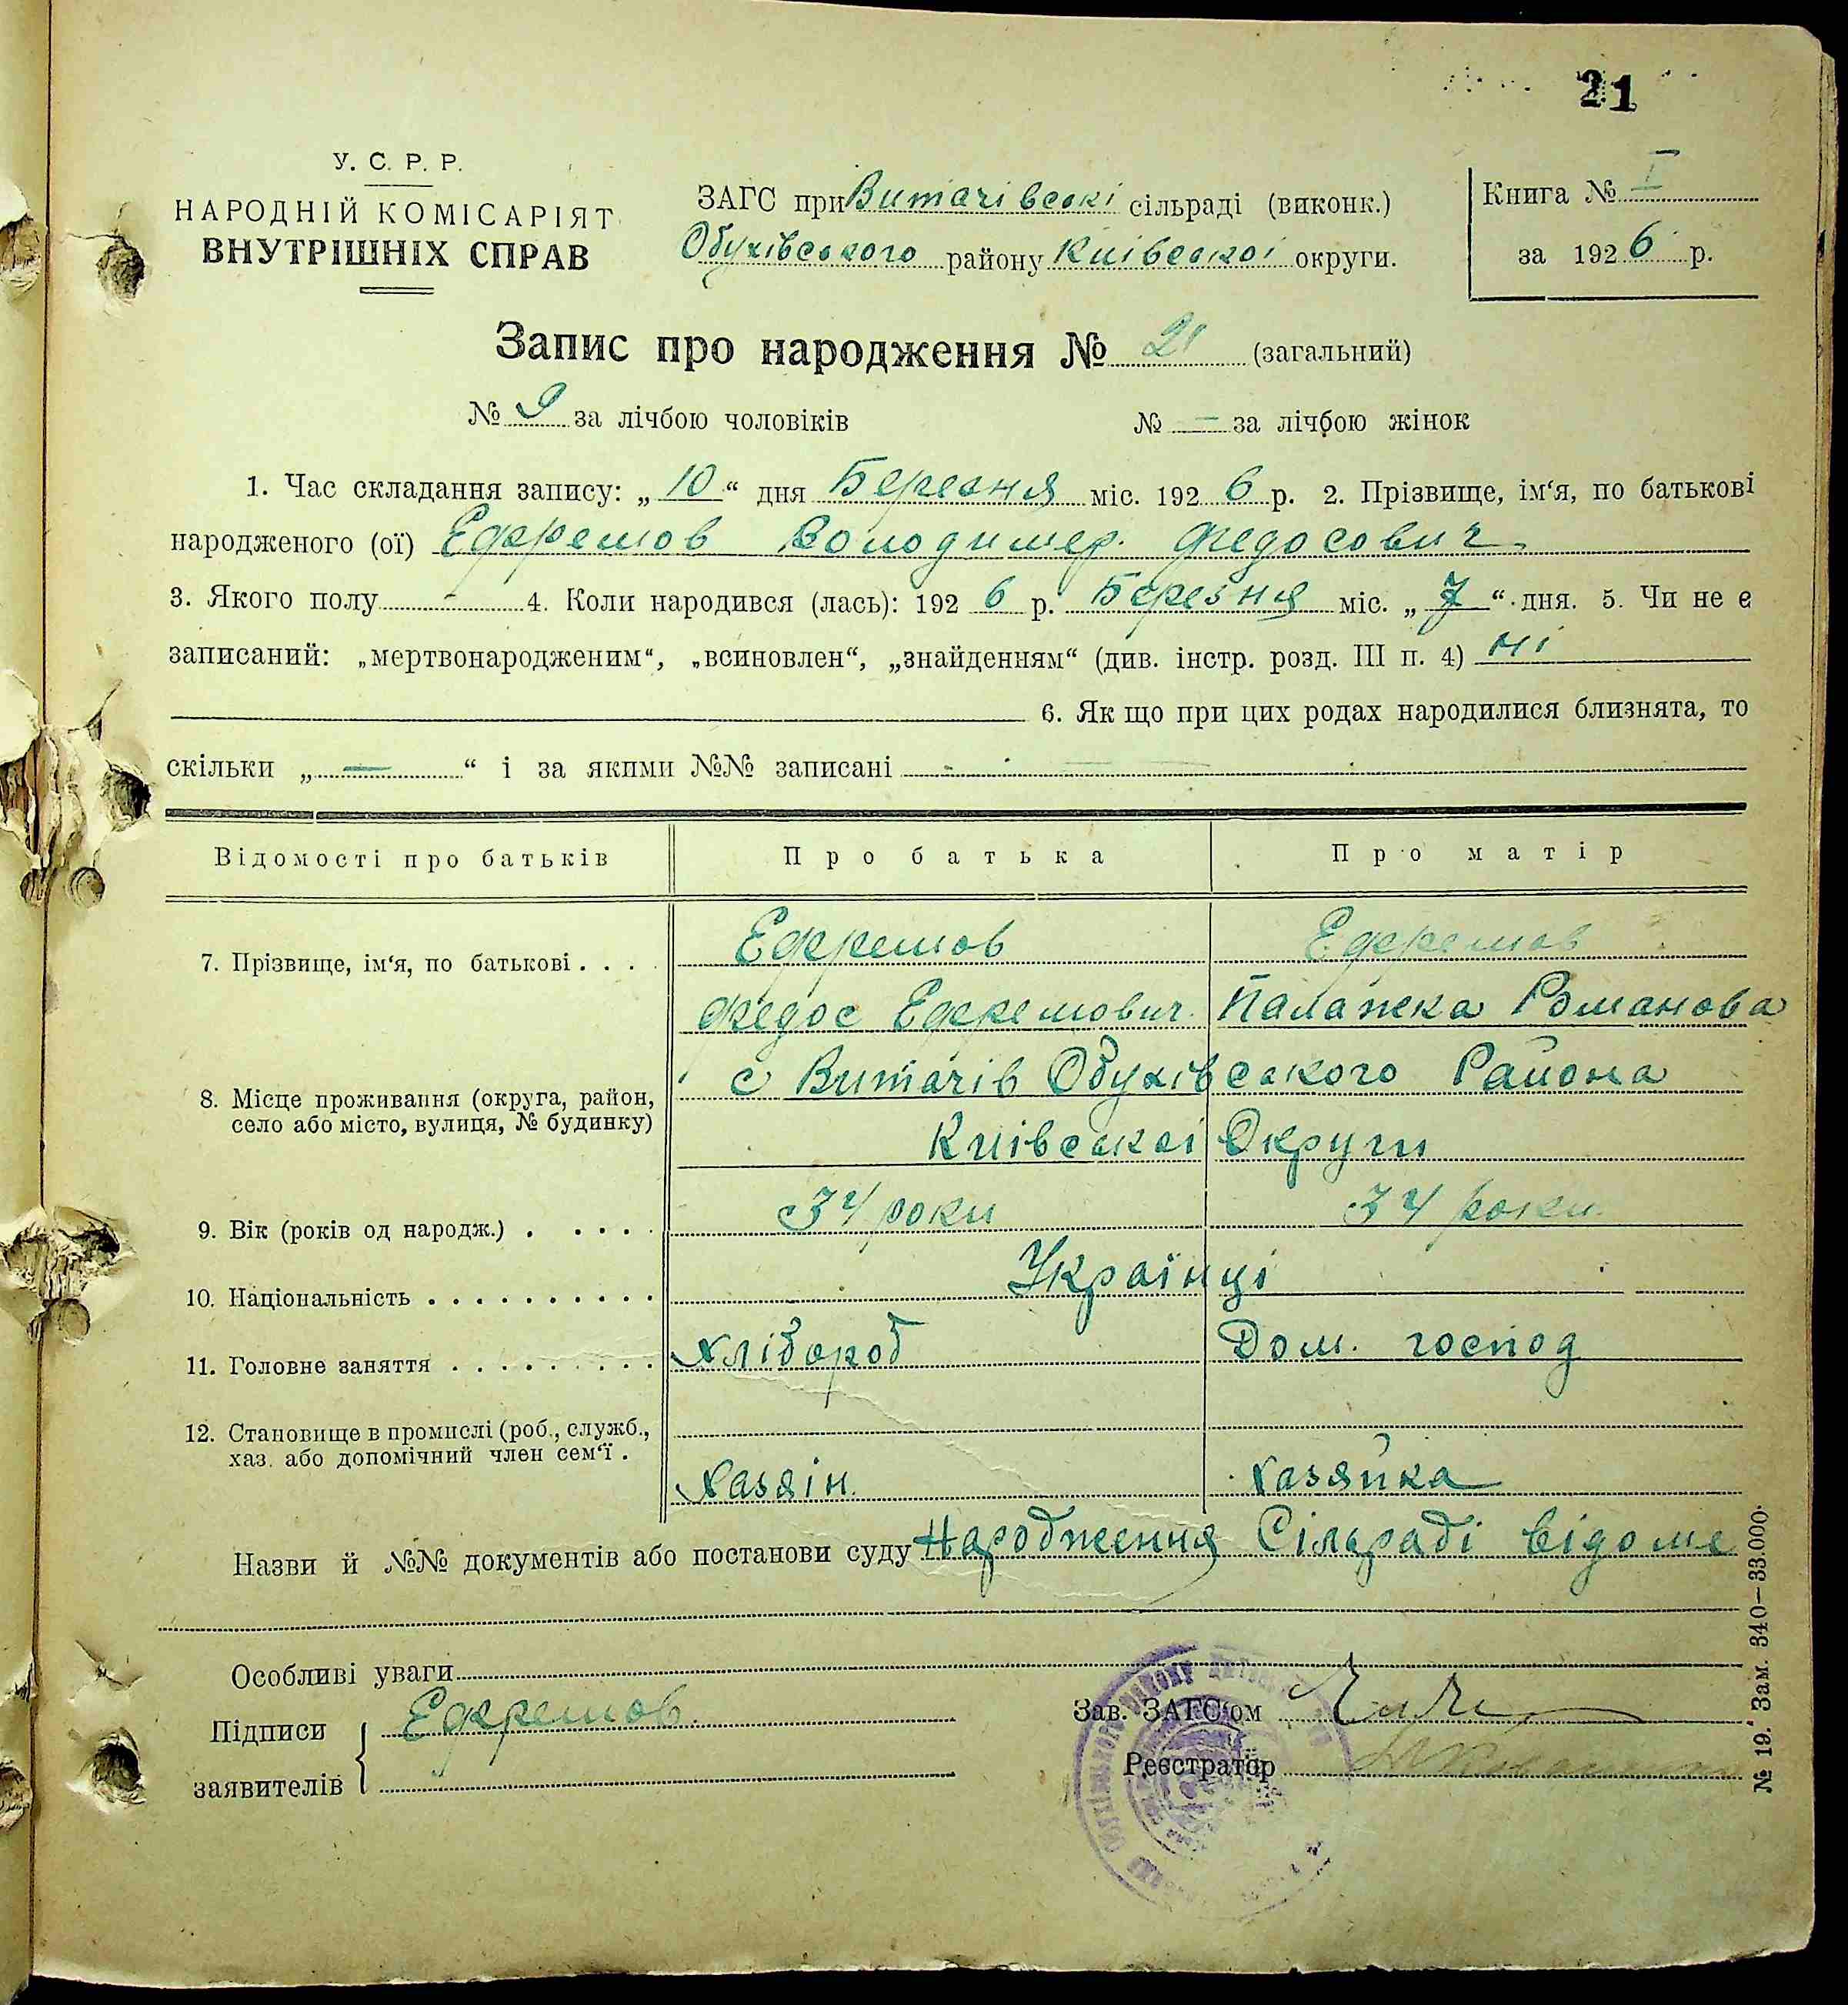 21
У. С. Р. Р.
НАРОДНІЙ КОМІСАРІЯТ
ВНУТРІШНІХ СПРАВ
ЗАГС при Витачівскі сільраді (виконк.)
Обухівского району Киівскоі округи.
Книга № I
за 1926 р.
Запис про народження № 21 (загальний)
№ 9 за лічбою чоловіків № — за лічбою жінок
1. Час складання запису: „ 10 “ дня Березня міс. 1926 р. 2. Прізвище, ім‘я, по батькові
народженого (ої) Ефремов Володимер. Федосович
3. Якого полу - 4. Коли народився (лась): 1926 р. Березня міс. „ 7 “ дня. 5. Чи не є
записаний: „мертвонародженим“, „всиновлен“, „знайденням“ (див. інстр. розд. III п. 4) ні
6. Як що при цих родах народилися близнята, то
скільки „ — “ і за якими №№ записані -
Відомості про батьків Про батька Про матір
7. Прізвище, ім‘я, по батькові . . . . Ефремов Ефремов
Федос Ефремович Палажка Романова
8. Місце проживання (округа, район, село або місто, вулиця, № будинку) с Витачів Обухівского Района
Киівскоі Округи
9. Вік (років од народж.) . . . . . 34 роки 34 роки
10. Національність . . . . . . . . . . Українці
11. Головне заняття . . . . . . . . . Хлібороб Дом. господ
12. Становище в промислі (роб., служб., хаз. або допомічний член сем‘ї . Хазяін. Хазяйка
Назви й №№ документів або постанови суду Народження Сільраді відоме
Особливі уваги
Підписи заявителів { Ефремов
Зав. ЗАГС‘ом
Реєстратор
№ 19. Зам. 340—33.000.